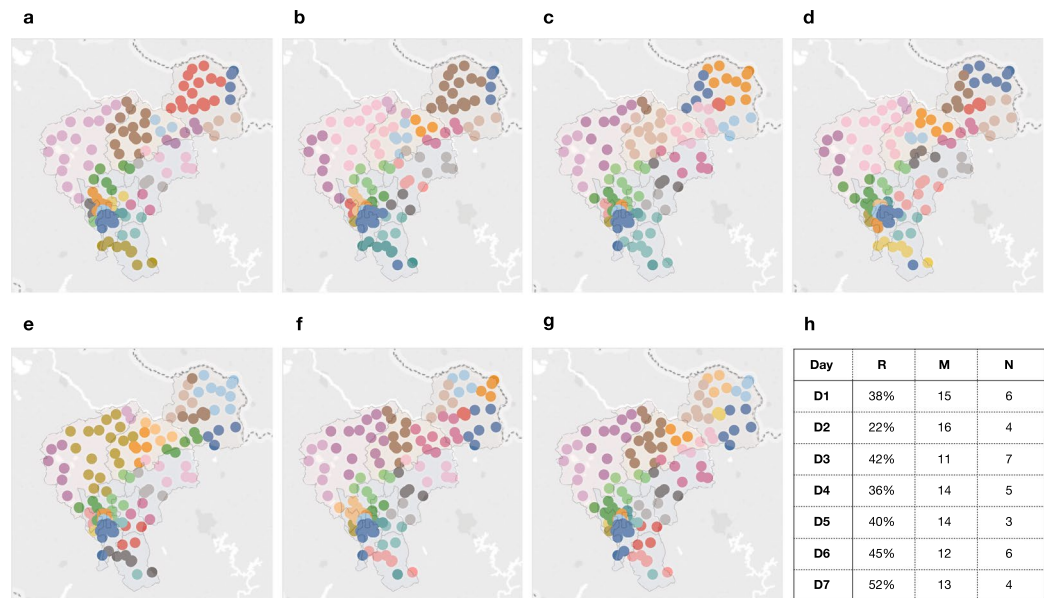 a
b
c
d
e
f
g
h
Day R M N
D1 38% 15 6
D2 22% 16 4
D3 42% 11 7
D4 36% 14 5
D5 40% 14 3
D6 45% 12 6
D7 52% 13 4